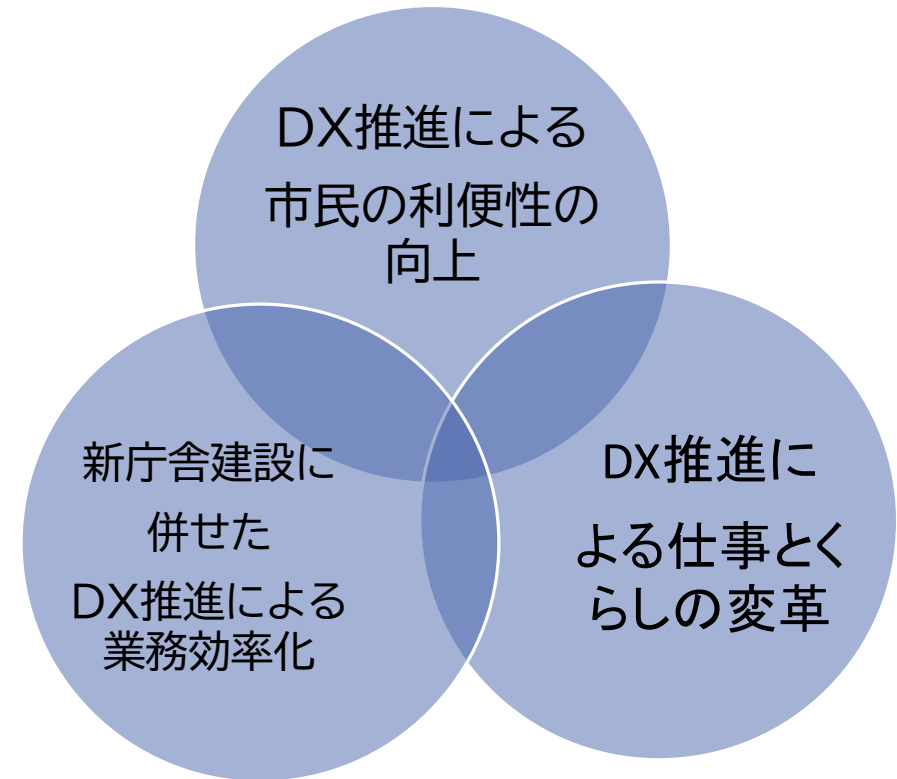 ＤＸ推進による
市民の利便性の
向上
新庁舎建設に
併せた
ＤＸ推進による
業務効率化
DX推進に
よる仕事とく
らしの変革